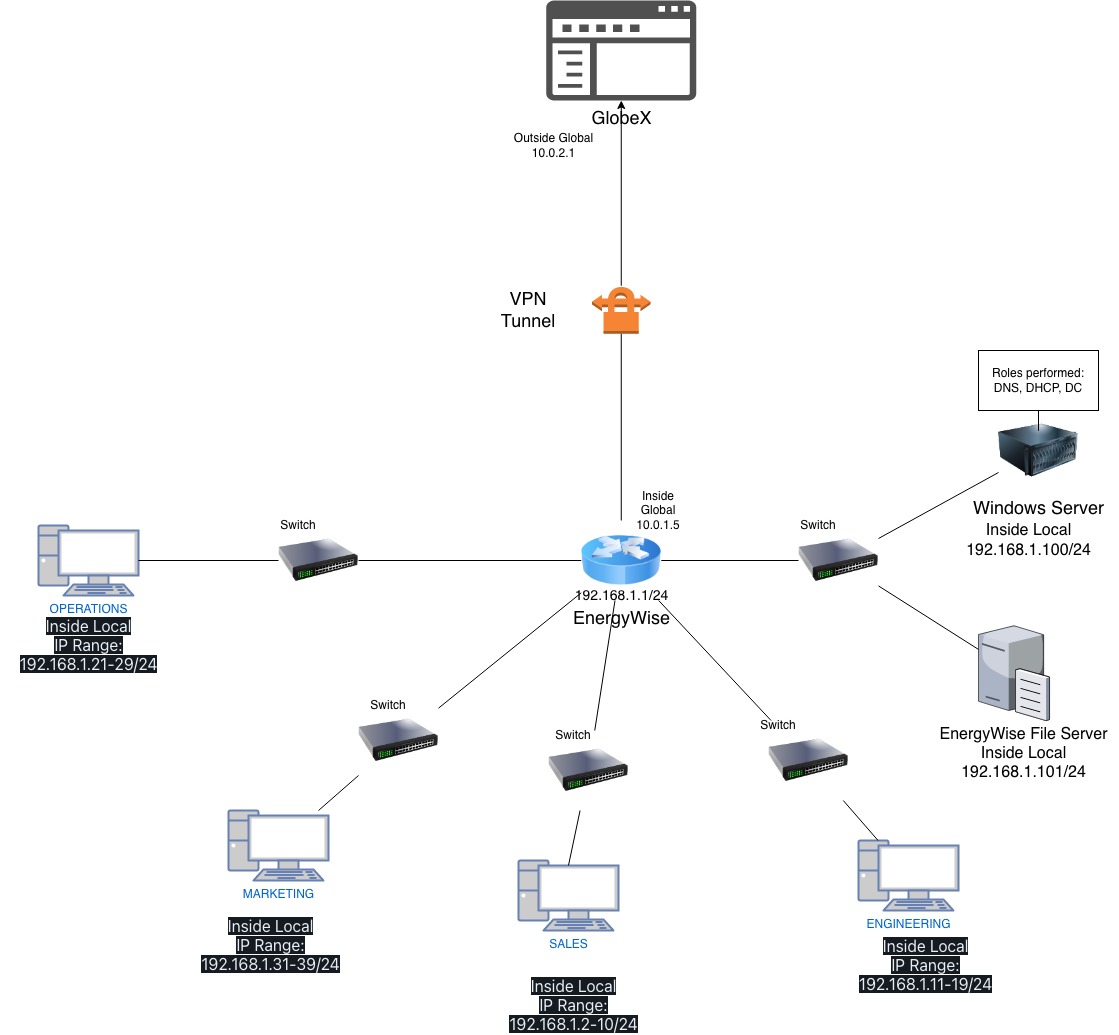 GlobeX
Outside Global
10.0.2.1
VPN
Tunnel
Roles performed:
DNS, DHCP, DC
Windows Server
Inside Local
192.168.1.100/24
Inside
Global
10.0.1.5
Switch
Switch
192.168.1.1/24
EnergyWise
OPERATIONS
Inside Local
IP Range:
192.168.1.21-29/24
Switch
Switch
Switch
EnergyWise File Server
Inside Local
192.168.1.101/24
MARKETING
Inside Local
IP Range:
192.168.1.31-39/24
SALES
Inside Local
IP Range:
192.168.1.2-10/24
ENGINEERING
Inside Local
IP Range:
192.168.1.11-19/24